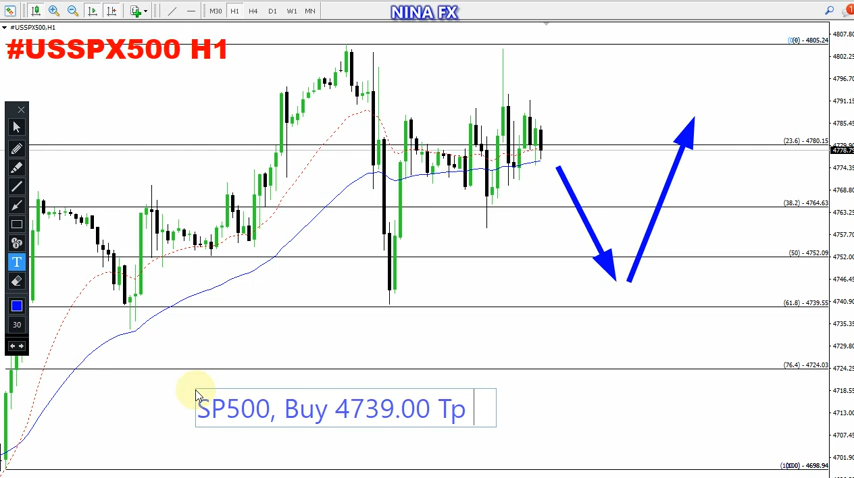 M30 H1 H4 D1 W1 MN
NINA FX
#USSPX500,H1
#USSPX500 H1
(0) - 4805.24
(23.6) - 4780.15
(38.2) - 4764.63
(50) - 4752.09
(61.8) - 4739.55
(76.4) - 4724.03
(100) - 4698.94
4807.80
4802.25
4796.70
4791.15
4785.45
4779.90
4774.35
4768.80
4763.25
4757.70
4752.00
4746.45
4740.90
4735.35
4729.80
4724.25
4718.55
4713.00
4707.45
4701.90
T
30
SP500, Buy 4739.00 Tp